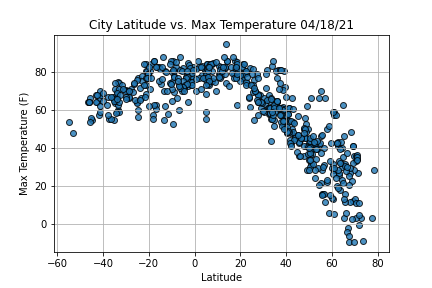 City Latitude vs. Max Temperature 04/18/21
Max Temperature (F)
80
60
40
20
0
−60 −40 −20 0 20 40 60 80
Latitude